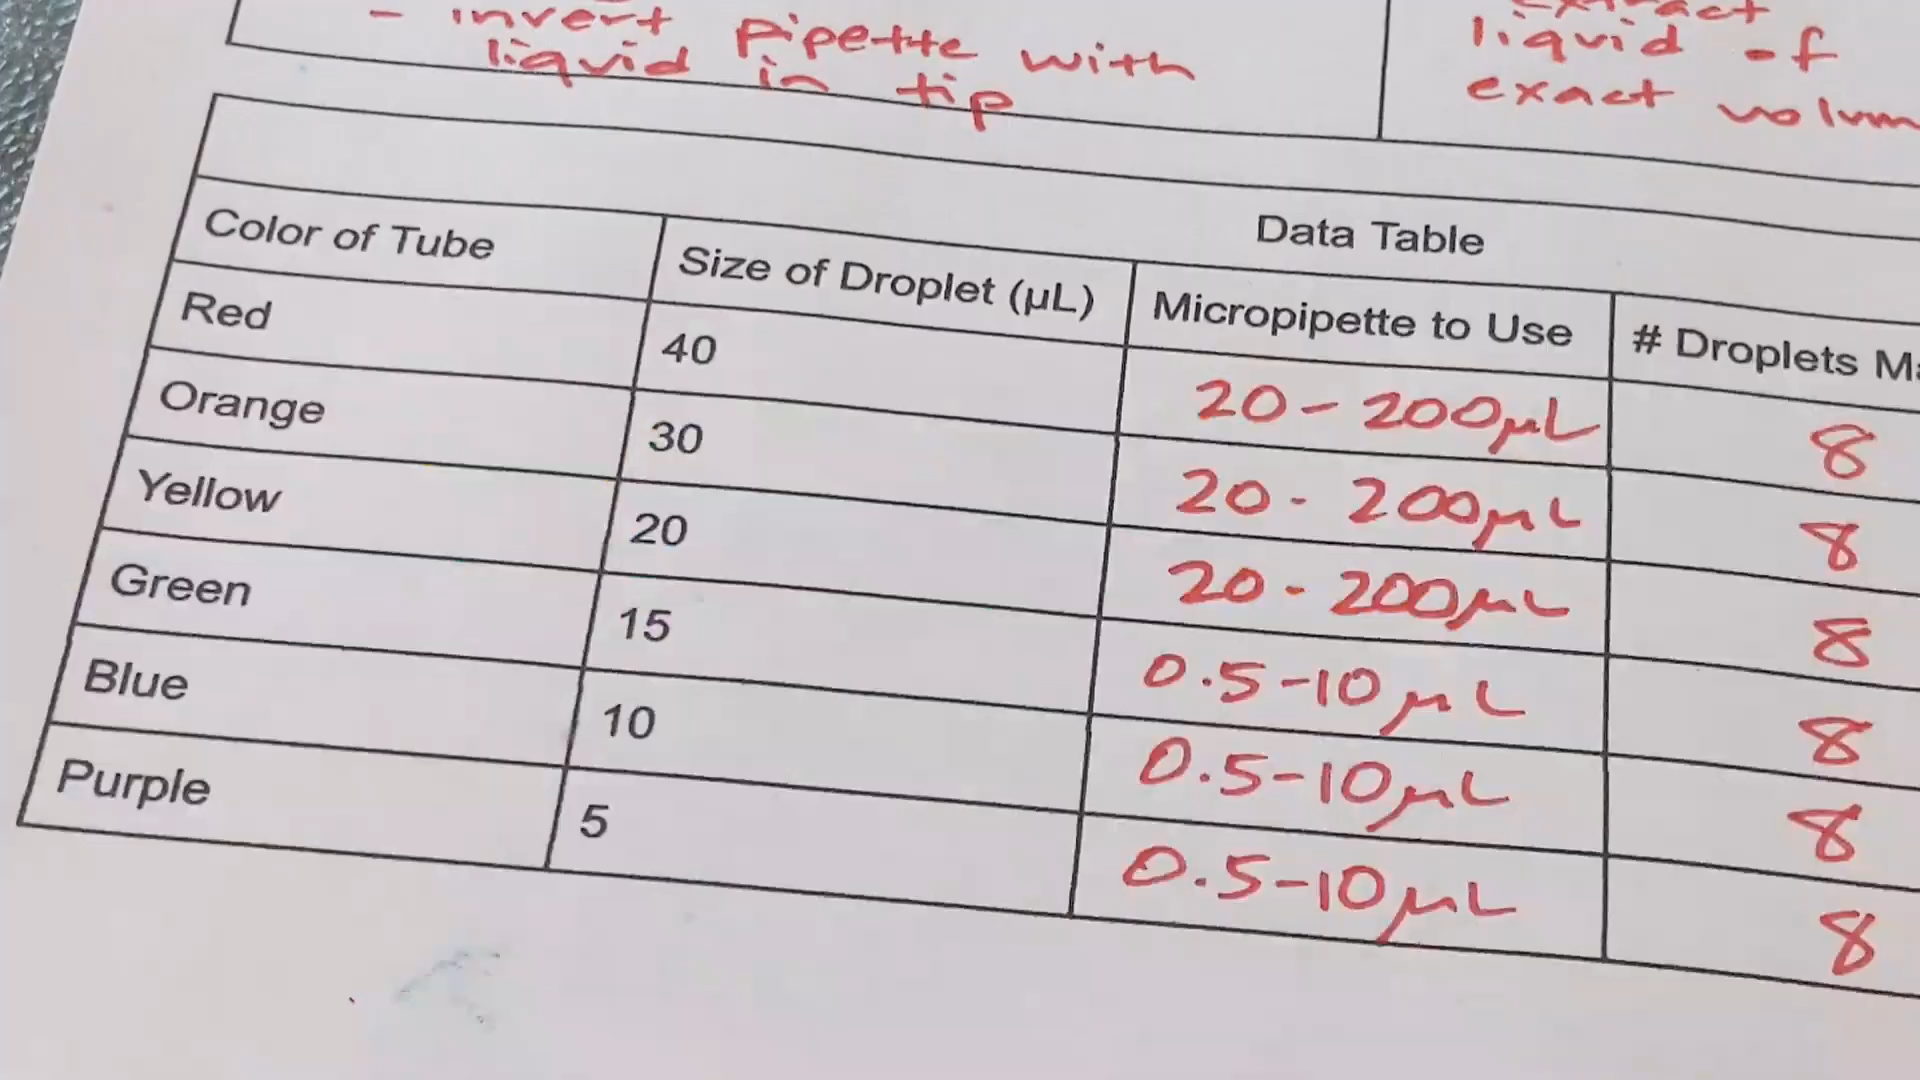 - invert pipette with
liquid in tip
liquid of
exact
Data Table
Color of Tube Size of Droplet (µL) Micropipette to Use # Droplets
Red 40 20-200µL 8
Orange 30 20-200µL 8
Yellow 20 20-200µL 8
Green 15 0.5-10µL 8
Blue 10 0.5-10µL 8
Purple 5 0.5-10µL 8